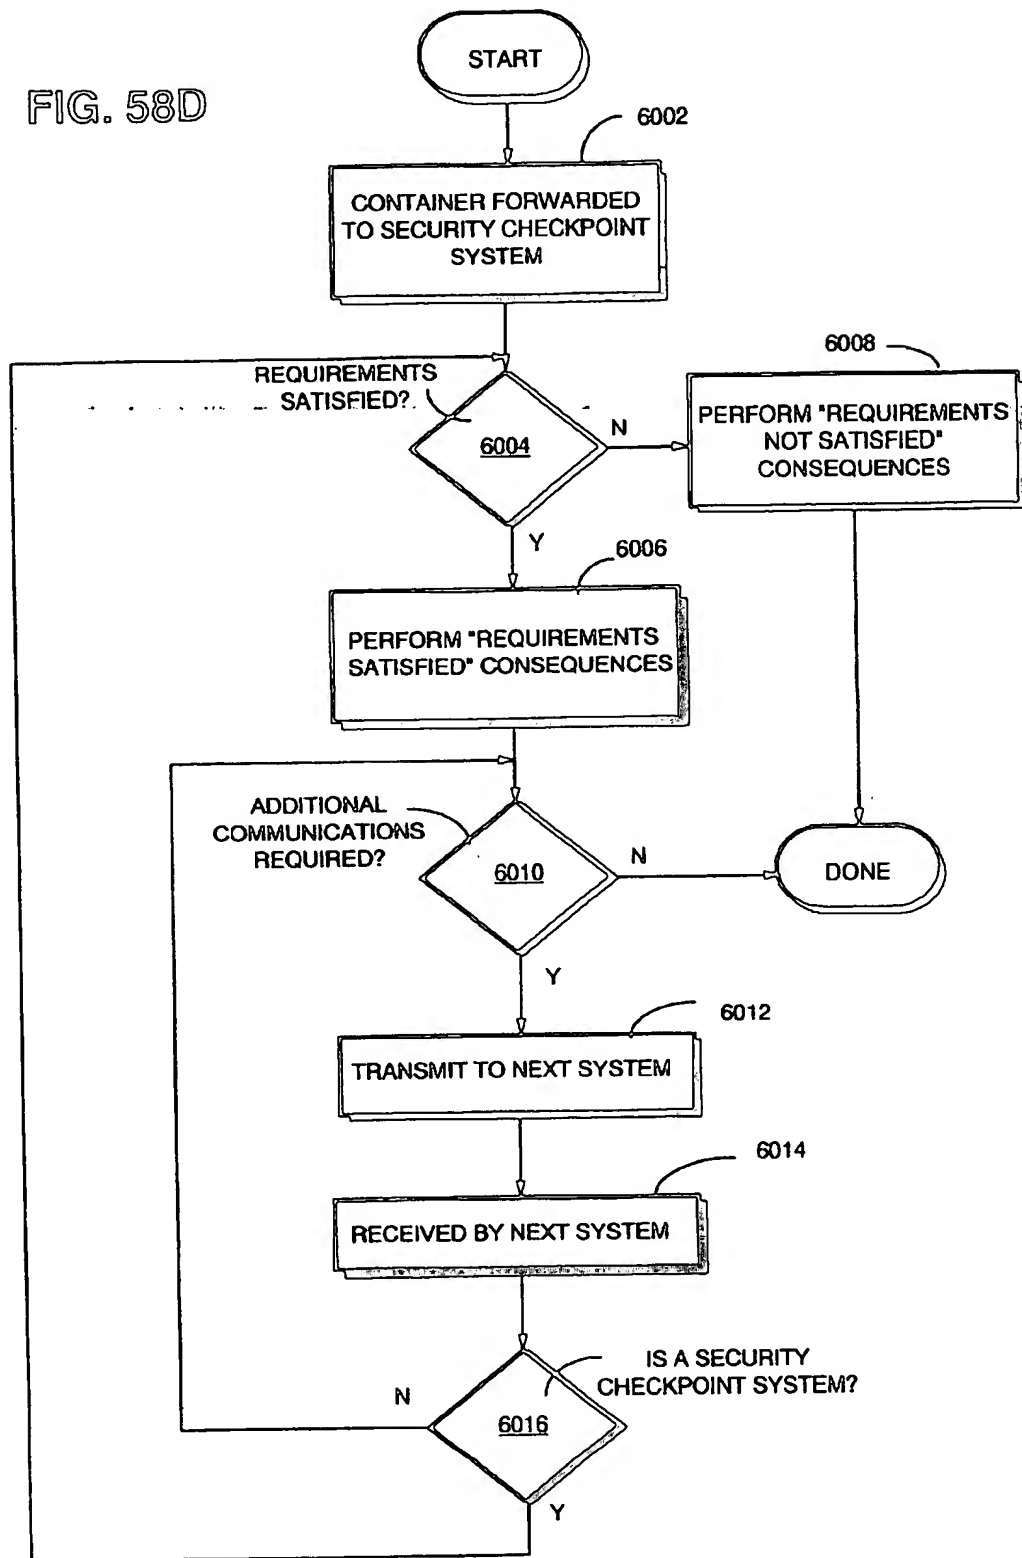 FIG. 58D
START
6002
CONTAINER FORWARDED
TO SECURITY CHECKPOINT
SYSTEM
REQUIREMENTS
SATISFIED?
6004
N
Y
6008
PERFORM "REQUIREMENTS
NOT SATISFIED"
CONSEQUENCES
6006
PERFORM "REQUIREMENTS
SATISFIED" CONSEQUENCES
ADDITIONAL
COMMUNICATIONS
REQUIRED?
6010
N
DONE
Y
6012
TRANSMIT TO NEXT SYSTEM
6014
RECEIVED BY NEXT SYSTEM
IS A SECURITY
CHECKPOINT SYSTEM?
N
6016
Y